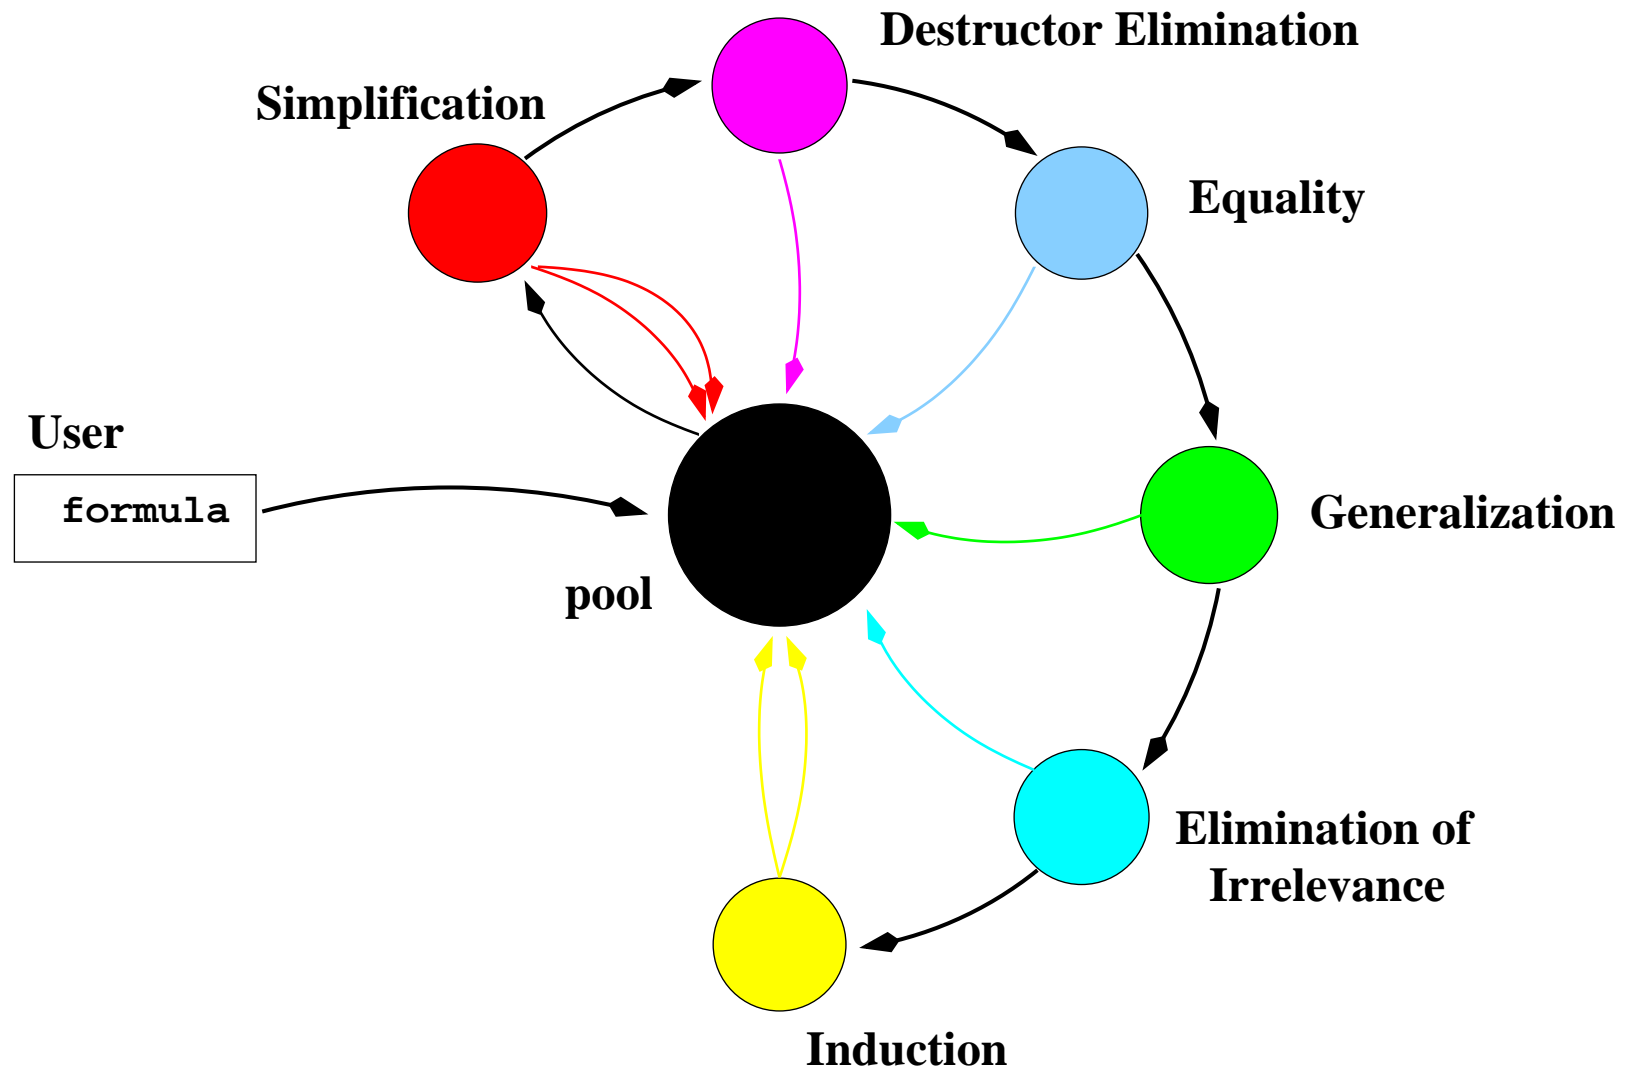 Destructor Elimination
Simplification
Equality
User
formula
Generalization
pool
Elimination of
Irrelevance
Induction